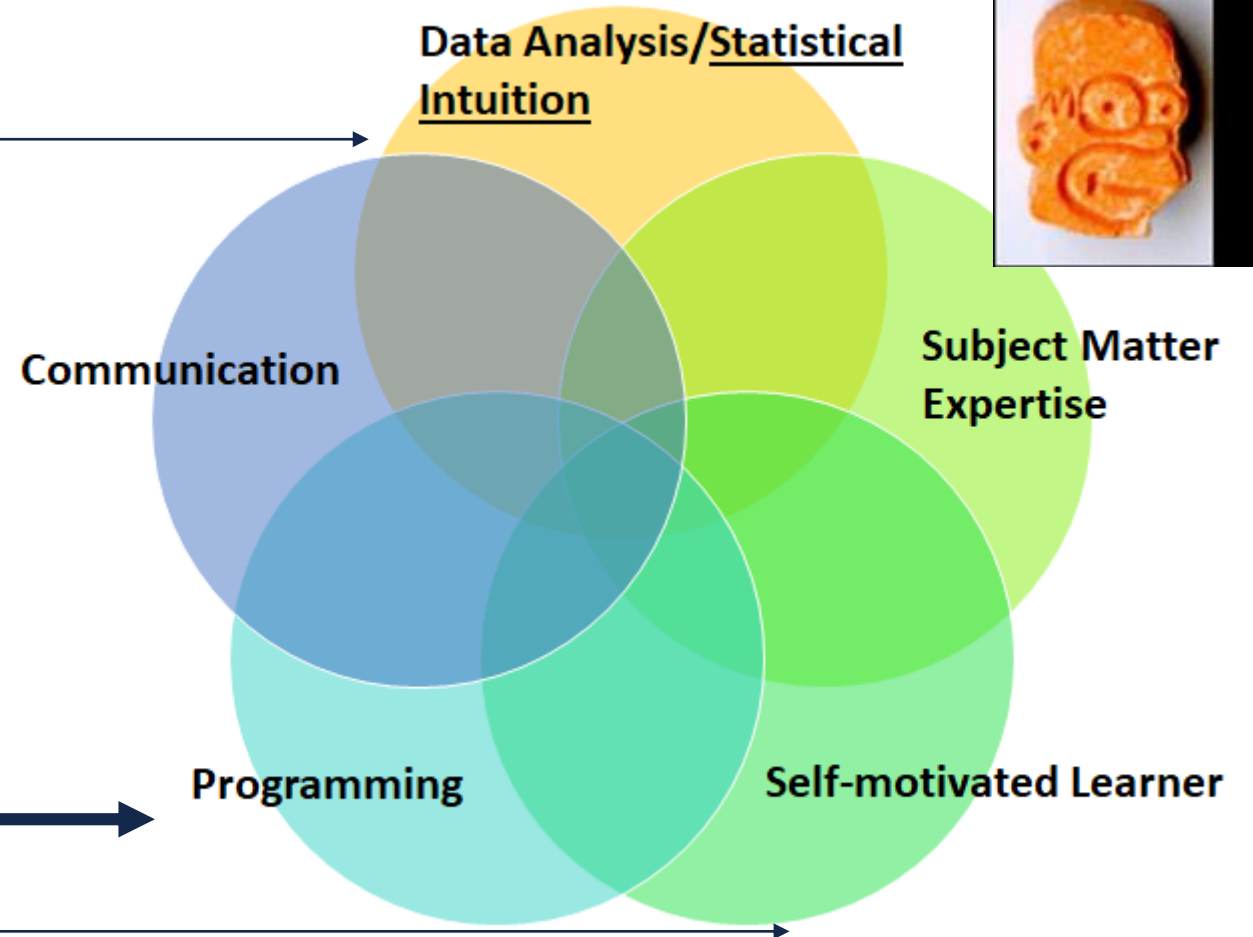 Data Analysis/Statistical
Intuition
Communication
Subject Matter
Expertise
Programming
Self-motivated Learner